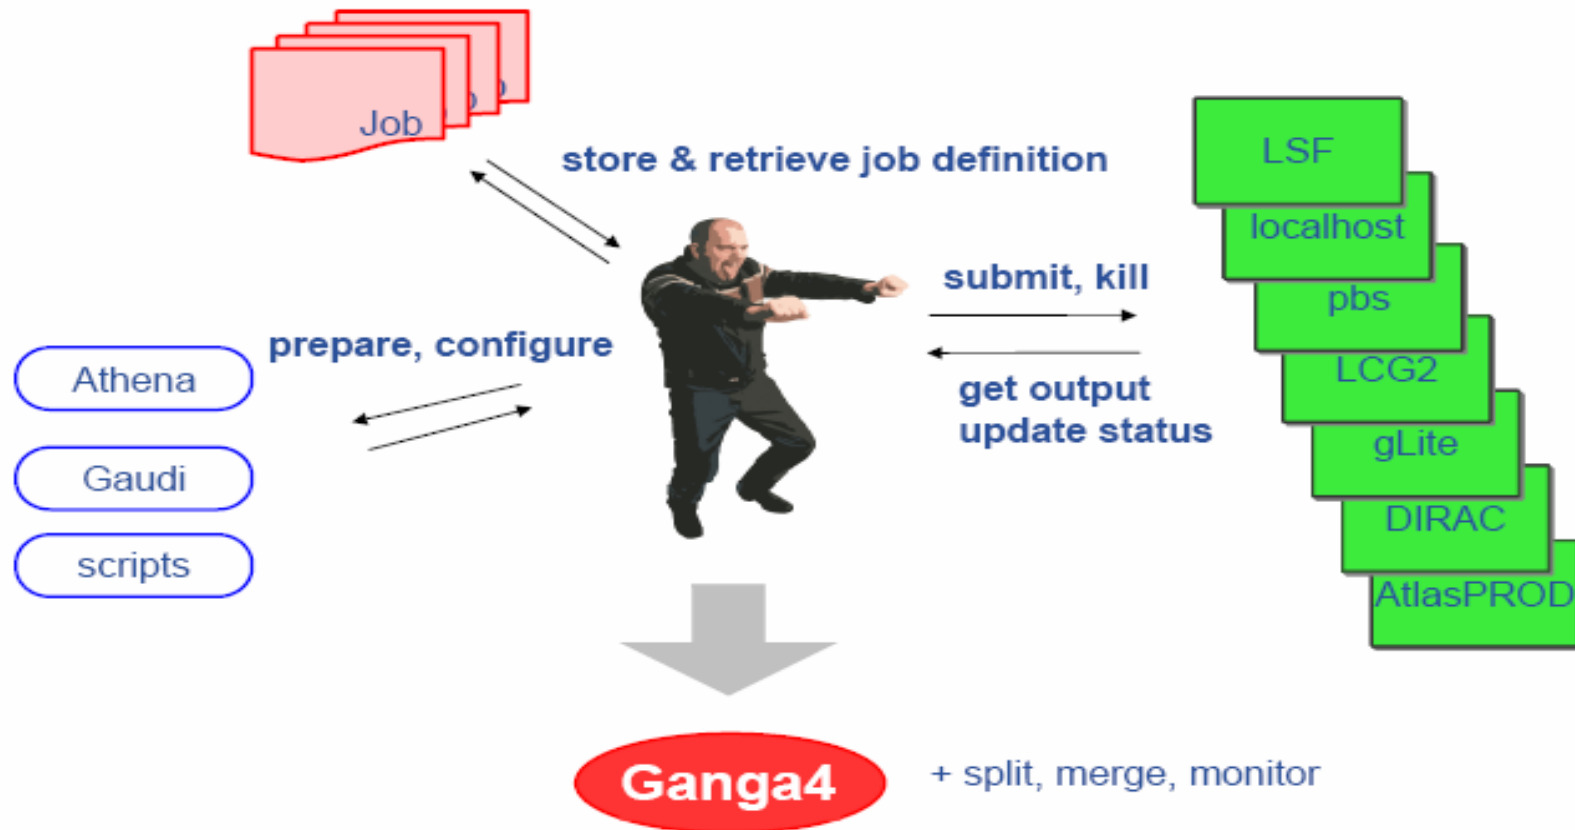 Job
store & retrieve job definition
LSF
localhost
submit, kill
pbs
prepare, configure
Athena
LCG2
get output
update status
gLite
Gaudi
DIRAC
scripts
AtlasPROD
Ganga4
+ split, merge, monitor